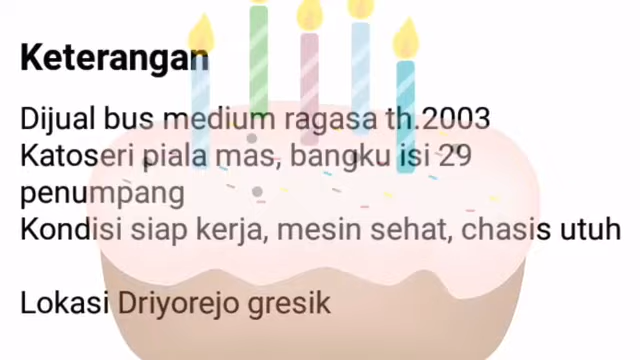 Keterangan
Dijual bus medium ragasa th.2003
Katoseri piala mas, bangku isi 29
penumpang
Kondisi siap kerja, mesin sehat, chasis utuh
Lokasi Driyorejo gresik